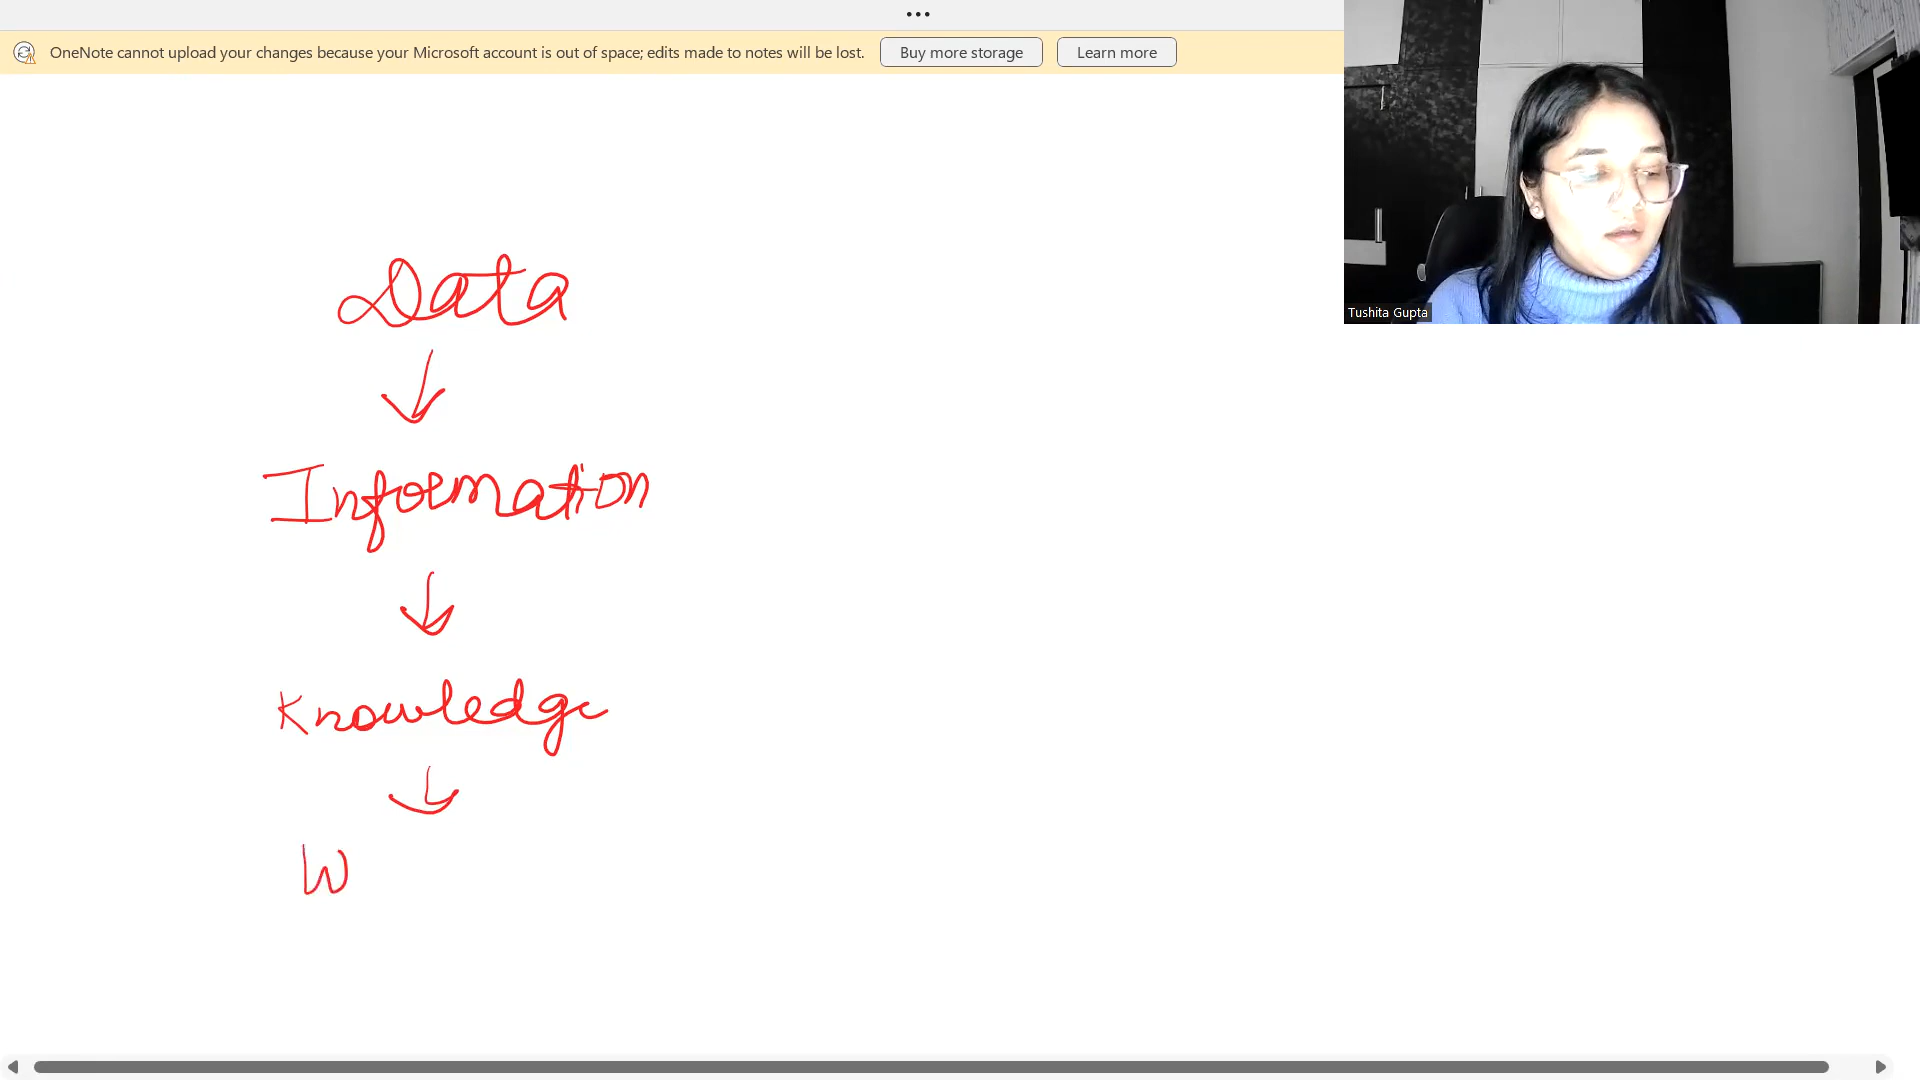 •••
OneNote cannot upload your changes because your Microsoft account is out of space; edits made to notes will be lost. Buy more storage Learn more
Tushita Gupta
Data
Information
Knowledge
W